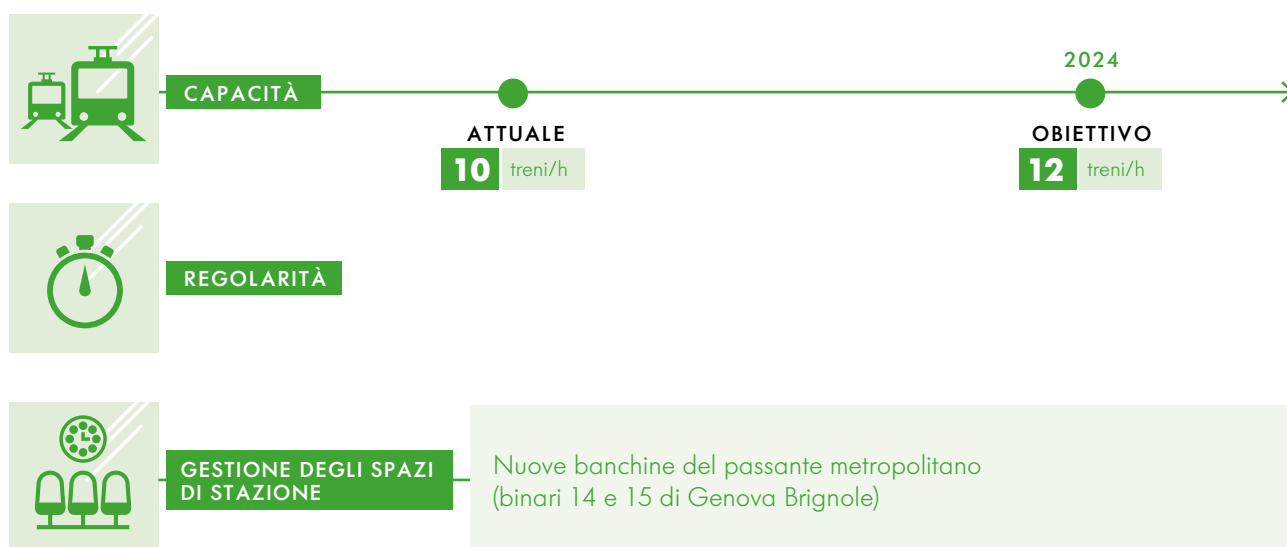 CAPACITÀ
2024
ATTUALE
OBIETTIVO
10 treni/h
12 treni/h
REGOLARITÀ
GESTIONE DEGLI SPAZI
DI STAZIONE
Nuove banchine del passante metropolitano
(binari 14 e 15 di Genova Brignole)